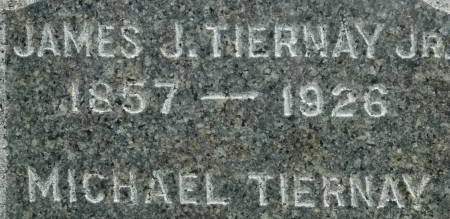 JAMES J. TIERNAY JR.
1857 — 1926
MICHAEL TIERNAY